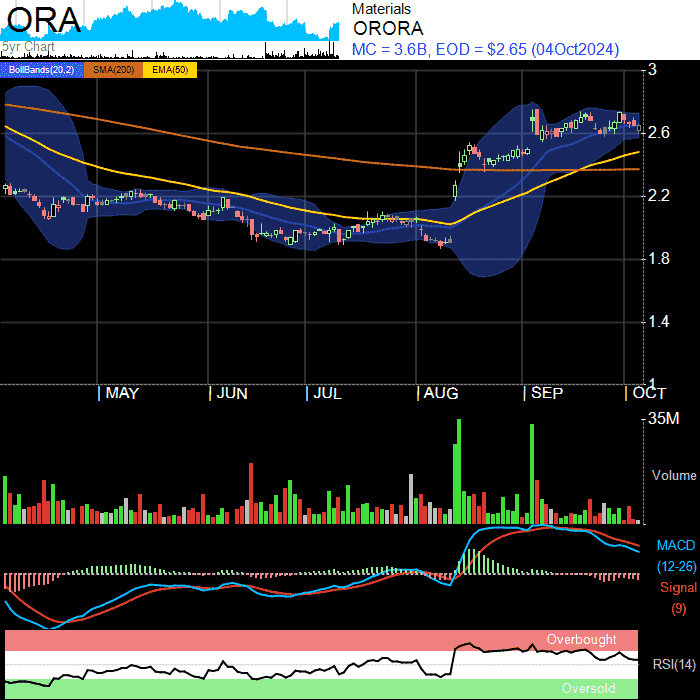 ORA
5yr Chart
Materials
ORORA
MC = 3.6B, EOD = $2.65 (04Oct2024)
BollBands(20,2) SMA(200) EMA(50)
3
2.6
2.2
1.8
1.4
1
| MAY | JUN | JUL | AUG | SEP | OCT
35M
Volume
MACD
(12-26)
Signal
(9)
Overbought
RSI(14)
Oversold